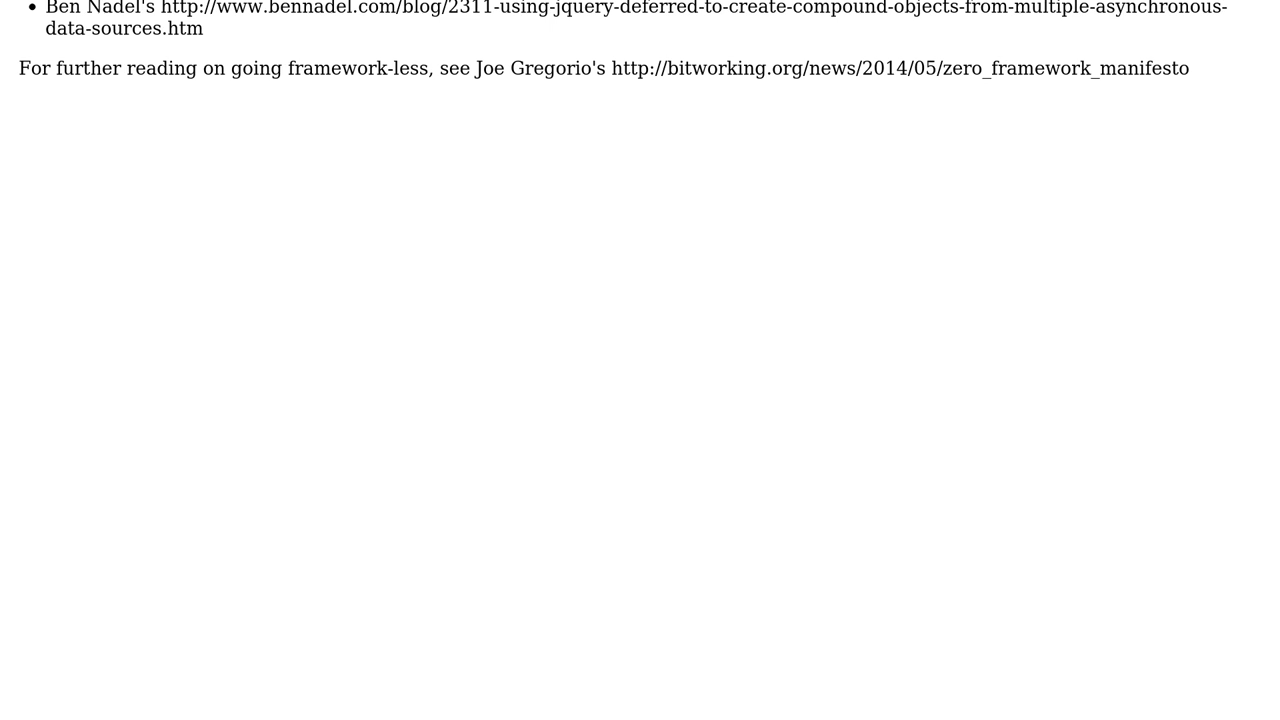 • Ben Nadel's http://www.bennadel.com/blog/2311-using-jquery-deferred-to-create-compound-objects-from-multiple-asynchronous-
data-sources.htm
For further reading on going framework-less, see Joe Gregorio's http://bitworking.org/news/2014/05/zero_framework_manifesto